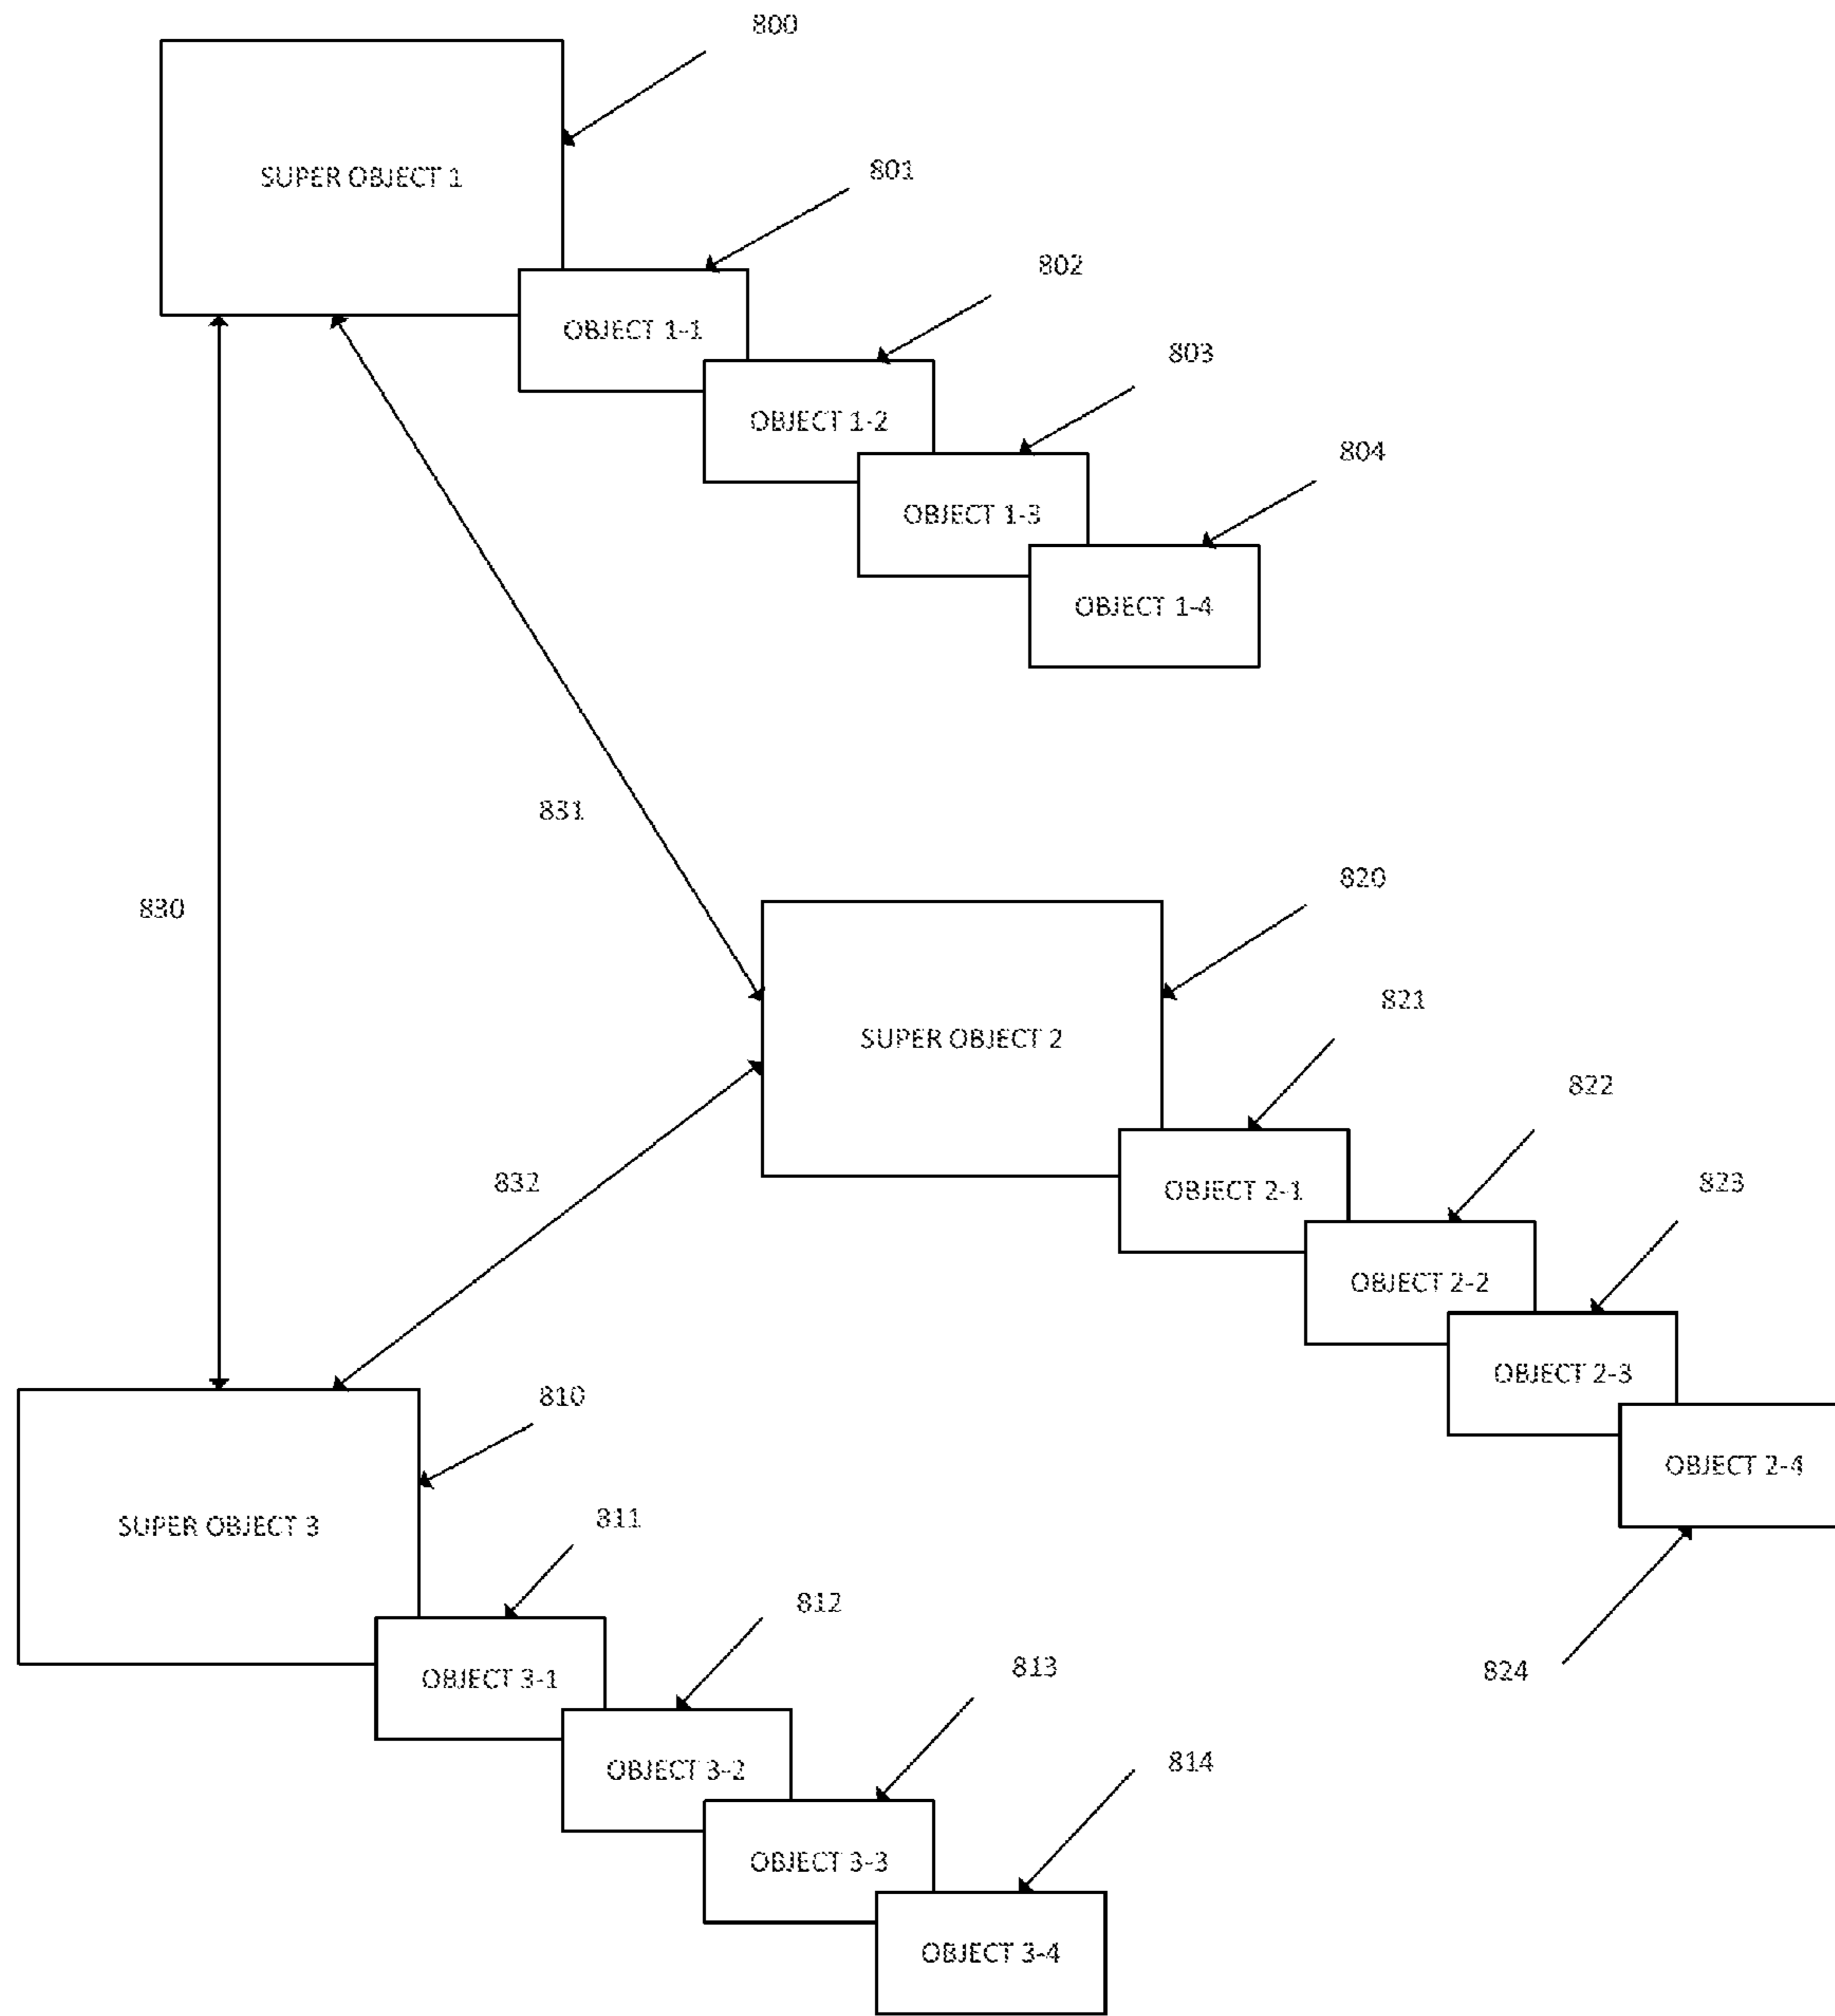 800
SUPER OBJECT 1
801
802
OBJECT 1-1
803
OBJECT 1-2
804
OBJECT 1-3
OBJECT 1-4
831
820
830
821
SUPER OBJECT 2
822
832
OBJECT 2-1
823
OBJECT 2-2
OBJECT 2-3
810
OBJECT 2-4
811
SUPER OBJECT 3
812
813
824
OBJECT 3-1
814
OBJECT 3-2
OBJECT 3-3
OBJECT 3-4